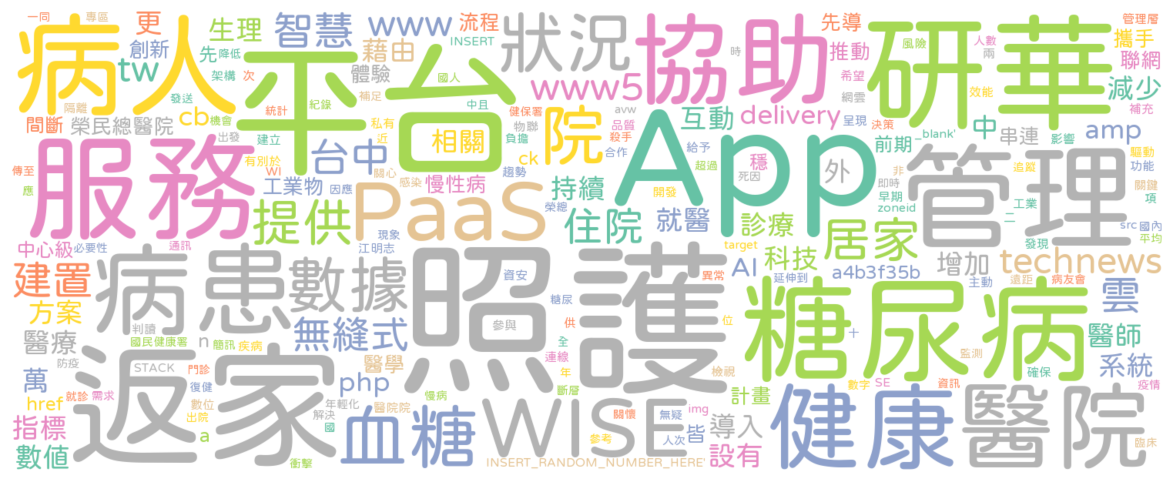 一同
專區
更
智慧
www
流程
先導
管理層
病人
創新
先
降低
生理
藉由
INSERT
狀況
協助
推動
風險
人數
攜手
tw
架構
次
體驗
國人
www5
時
希望
兩
聯網
平台
研華
隔離
發送
cb
機會
統計
紀錄
補足
中且
健保署
avw
網雲
效能
減少
間斷
榮民總醫院
出發
建立
私有
相關
負擔
物聯
品質
殺手
互動
delivery
呈現
決策
中
_blank'
補充
傳至
應
服務
有別於
WI
台中
近
院
ck
合作
給予
超過
穩
死因
前期
串連
影響
amp
驅動
App
外
非
追蹤
功能
關心
感染
慢性病
趨勢
持續
開發
即時
早期
關鍵
項
工業物
因應
PaaS
榮總
就醫
診療
zoneid
工業
二
管理
提供
住院
居家
發現
src
國內
平均
中心級
必要性
通訊
現象
江明志
target
建置
病患
數據
照護
資安
異常
AI
延伸到
科技
a4b3f35b
增加
主動
遠距
病友會
technews
方案
判讀
無縫式
參與
糖尿
供
位
十
糖尿病
雲
醫療
國民健康署
n
簡訊
疾病
全
連線
監測
確保
醫師
防疫
STACK
門診
醫學
年
檢視
數字
SE
資訊
系統
疫情
萬
返家
復健
php
醫院院
斷層
計畫
href
就診
需求
數位
年輕化
慢病
關懷
無疑
img
導入
健康
醫院
指標
出院
a
解決
國
血糖
WISE
參考
人次
皆
數值
衝擊
INSERT_RANDOM_NUMBER_HERE'
設有
臨床